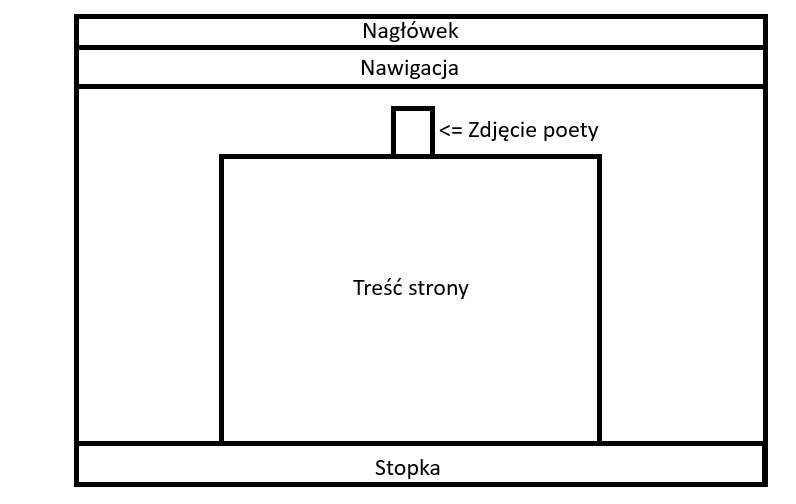 Nagłówek
Nawigacja
<= Zdjęcie poety
Treść strony
Stopka